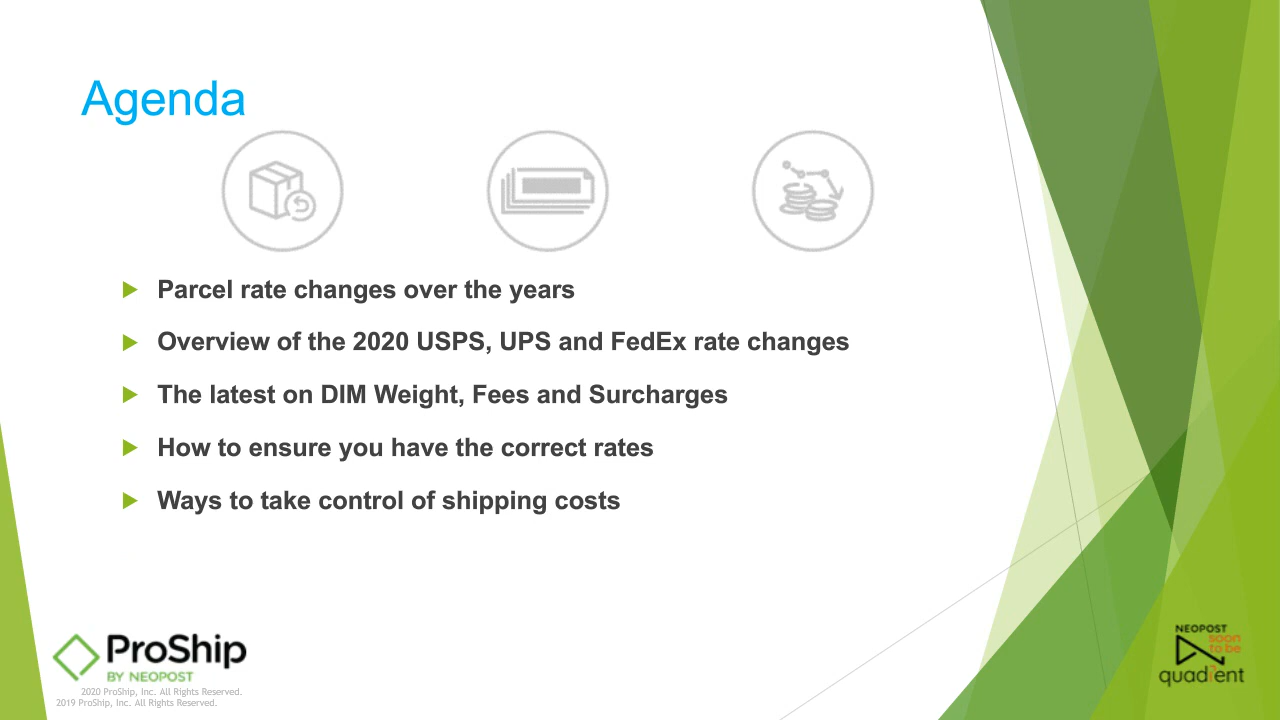 Agenda
Parcel rate changes over the years
Overview of the 2020 USPS, UPS and FedEx rate changes
The latest on DIM Weight, Fees and Surcharges
How to ensure you have the correct rates
Ways to take control of shipping costs
ProShip
BY NEOPOST
2020 ProShip, Inc. All Rights Reserved.
2019 ProShip, Inc. All Rights Reserved.
NEOPOST
soon
to be
quadient